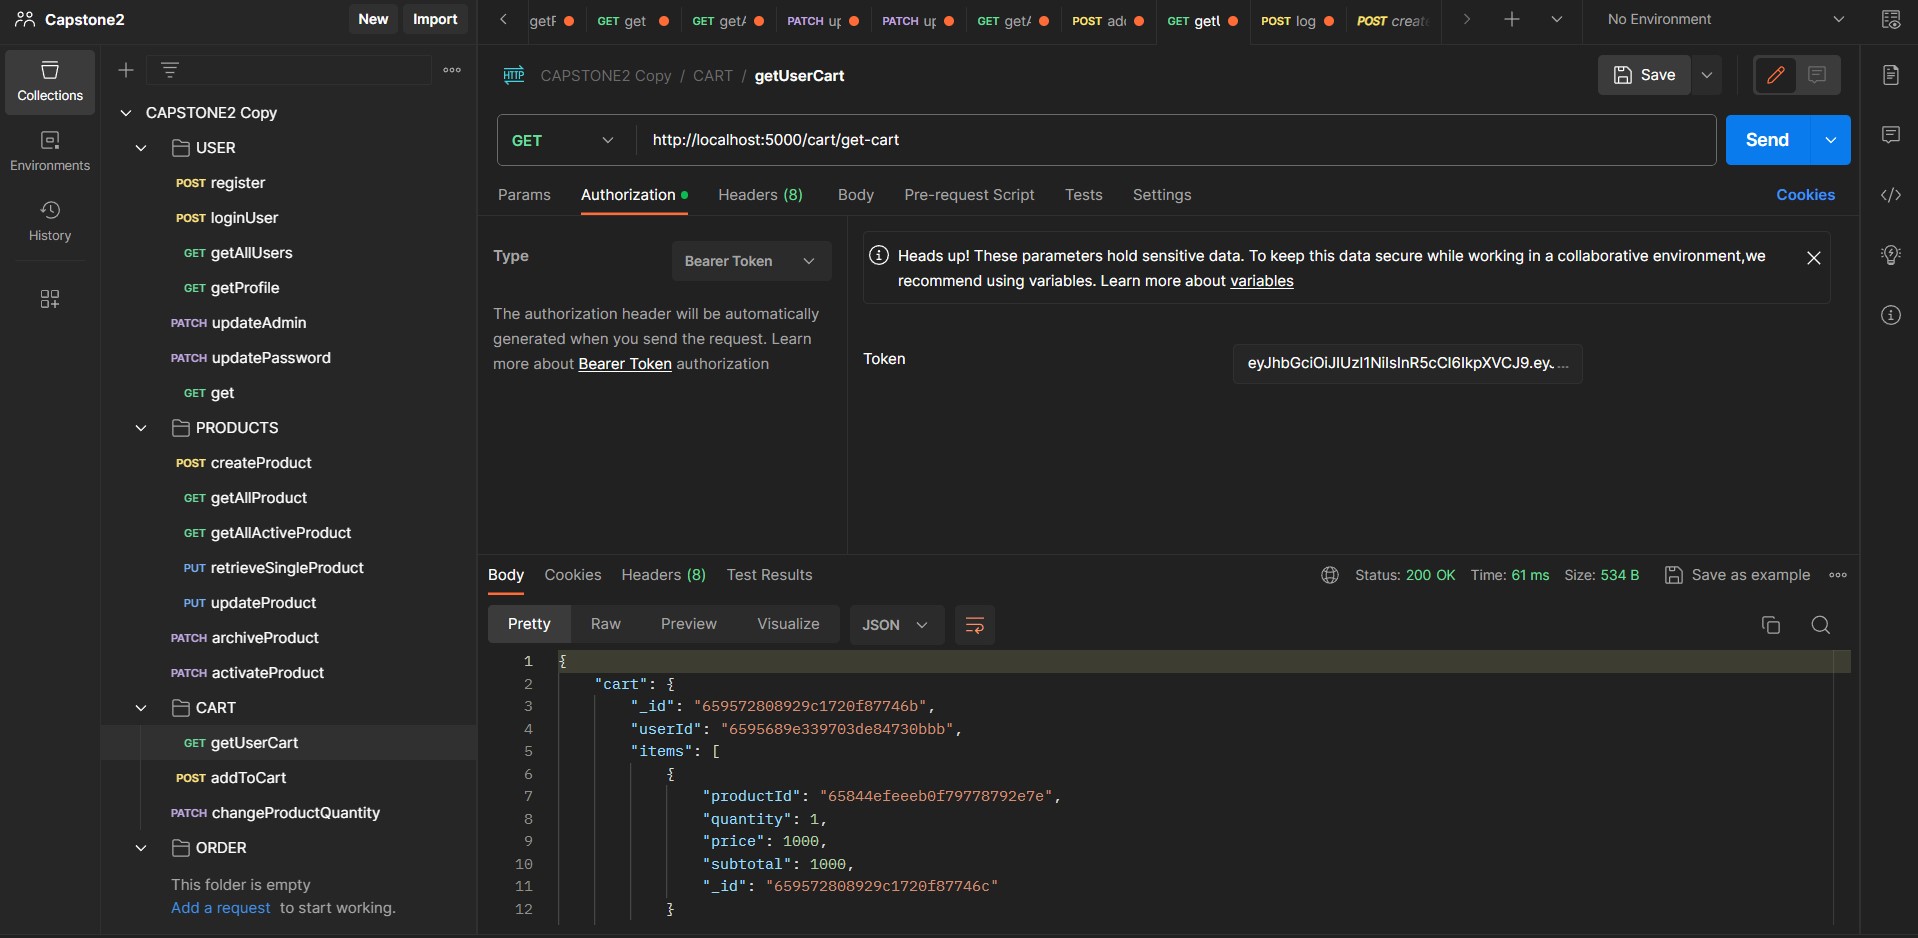 Capstone2
New
Import
getF
GET get
GET getA
PATCH up
PATCH up
GET getA
POST add
GET getU
POST log
POST create
No Environment
Collections
Environments
History
CAPSTONE2 Copy
USER
POST register
POST loginUser
GET getAllUsers
GET getProfile
PATCH updateAdmin
PATCH updatePassword
GET get
PRODUCTS
POST createProduct
GET getAllProduct
GET getAllActiveProduct
PUT retrieveSingleProduct
PUT updateProduct
PATCH archiveProduct
PATCH activateProduct
CART
GET getUserCart
POST addToCart
PATCH changeProductQuantity
ORDER
This folder is empty
Add a request to start working.
HTTP CAPSTONE2 Copy / CART / getUserCart
Save
GET http://localhost:5000/cart/get-cart
Send
Params Authorization Headers (8) Body Pre-request Script Tests Settings
Cookies
Type
Bearer Token
The authorization header will be automatically
generated when you send the request. Learn
more about Bearer Token authorization
Heads up! These parameters hold sensitive data. To keep this data secure while working in a collaborative environment,we
recommend using variables. Learn more about variables
Token
eyJhbGciOiJIUzI1NiIsInR5cCI6IkpXVCJ9.ey. ...
Body Cookies Headers (8) Test Results
Status: 200 OK Time: 61 ms Size: 534 B
Save as example
Pretty Raw Preview Visualize JSON
1 {
2 "cart": {
3 "_id": "659572808929c1720f87746b",
4 "userId": "6595689e339703de84730bbb",
5 "items": [
6 {
7 "productId": "65844efeeeb0f79778792e7e",
8 "quantity": 1,
9 "price": 1000,
10 "subtotal": 1000,
11 "_id": "659572808929c1720f87746c"
12 }